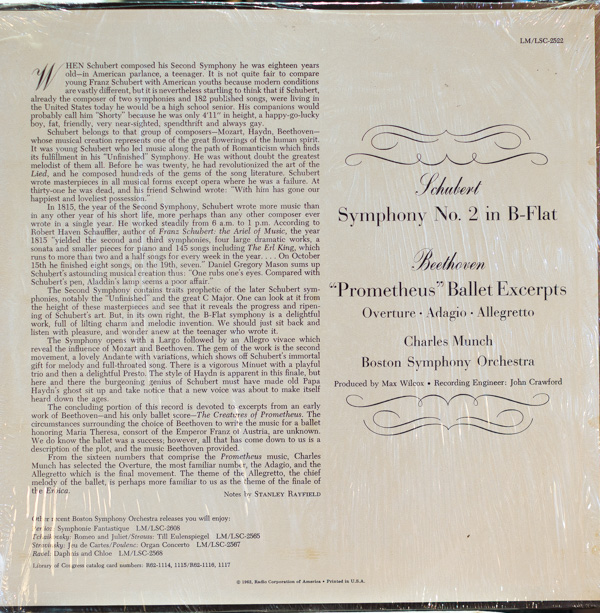 LM/LSC-2522
WHEN Schubert composed his Second Symphony he was eighteen years
old—in American parlance, a teenager. It is not quite fair to compare
young Franz Schubert with American youths because modern conditions
are vastly different, but it is nevertheless startling to think that if Schubert,
already the composer of two symphonies and 182 published songs, were living in
the United States today he would be a high school senior. His companions would
probably call him "Shorty" because he was only 4'11" in height, a happy-go-lucky
boy, fat, friendly, very near-sighted, spendthrift and always gay.
Schubert belongs to that group of composers—Mozart, Haydn, Beethoven—
whose musical creation represents one of the great flowerings of the human spirit.
It was young Schubert who led music along the path of Romanticism which finds
its fulfillment in his "Unfinished" Symphony. He was without doubt the greatest
melodist of them all. Before he was twenty, he had revolutionized the art of the
Lied, and he composed hundreds of the gems of the song literature. Schubert
wrote masterpieces in all musical forms except opera where he was a failure. At
thirty-one he was dead, and his friend Schwind wrote: "With him has gone our
happiest and loveliest possession."
In 1815, the year of the Second Symphony, Schubert wrote more music than
in any other year of his short life, more perhaps than any other composer ever
wrote in a single year. He worked steadily from 6 a.m. to 1 p.m. According to
Robert Haven Schauffler, author of Franz Schubert: the Ariel of Music, the year
1815 "yielded the second and third symphonies, four large dramatic works, a
sonata and smaller pieces for piano and 145 songs including The Erl King, which
runs to more than two and a half songs for every week in the year. . . . On October
15th he finished eight songs, on the 19th, seven." Daniel Gregory Mason sums up
Schubert's astounding musical creation thus: "One rubs one's eyes. Compared with
Schubert's pen, Aladdin's lamp seems a poor affair."
The Second Symphony contains traits prophetic of the later Schubert sym-
phonies, notably the "Unfinished" and the great C Major. One can look at it from
the height of these masterpieces and see that it reveals the progress and ripen-
ing of Schubert's art. But, in its own right, the B-Flat symphony is a delightful
work, full of lilting charm and melodic invention. We should just sit back and
listen with pleasure, and wonder anew at the teenager who wrote it.
The Symphony opens with a Largo followed by an Allegro vivace which
reveal the influence of Mozart and Beethoven. The gem of the work is the second
movement, a lovely Andante with variations, which shows off Schubert's immortal
gift for melody and full-throated song. There is a vigorous Minuet with a playful
trio and then a delightful Presto. The style of Haydn is apparent in this finale, but
here and there the burgeoning genius of Schubert must have made old Papa
Haydn's ghost sit up and take notice that a new voice was about to make itself
heard down the ages.
The concluding portion of this record is devoted to excerpts from an early
work of Beethoven—and his only ballet score—The Creatures of Prometheus. The
circumstances surrounding the choice of Beethoven to write the music for a ballet
honoring Maria Theresa, consort of the Emperor Franz of Austria, are unknown.
We do know the ballet was a success; however, all that has come down to us is a
description of the plot, and the music Beethoven provided.
From the sixteen numbers that comprise the Prometheus music, Charles
Munch has selected the Overture, the most familiar number, the Adagio, and the
Allegretto which is the final movement. The theme of the Allegretto, the chief
melody of the ballet, is perhaps more familiar to us as the theme of the finale of
the Eroica.
Notes by STANLEY RAYFIELD
Other recent Boston Symphony Orchestra releases you will enjoy:
Berlioz: Symphonie Fantastique LM/LSC-2608
Tchaikovsky: Romeo and Juliet/Strauss: Till Eulenspiegel LM/LSC-2565
Stravinsky: Jeu de Cartes/Poulenc: Organ Concerto LM/LSC-2567
Ravel: Daphnis and Chloe LM/LSC-2568
Library of Congress catalog card numbers: R62-1114, 1115/R62-1116, 1117
Schubert
Symphony No. 2 in B-Flat
Beethoven
"Prometheus" Ballet Excerpts
Overture · Adagio · Allegretto
Charles Munch
Boston Symphony Orchestra
Produced by Max Wilcox • Recording Engineer: John Crawford
© 1962, Radio Corporation of America • Printed in U.S.A.